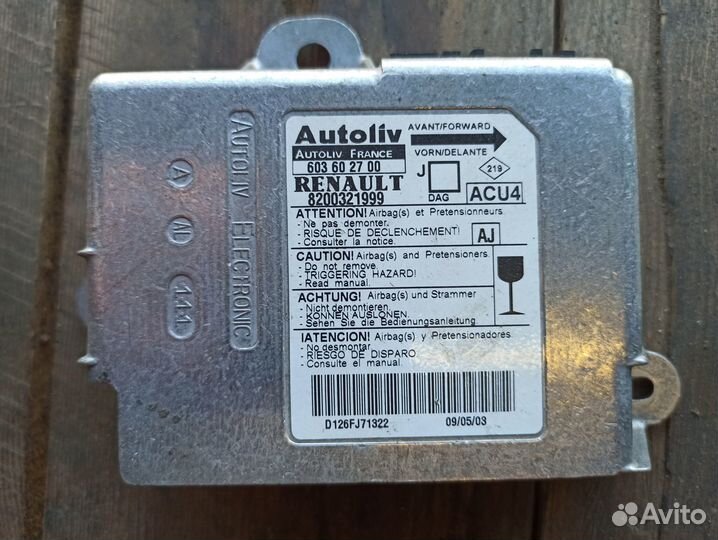 AUTOLIV ELECTRONIC
A
AD
111
Autoliv
AVANT/FORWARD
AUTOLIV FRANCE
VORN/DELANTE
603 60 27 00
J
219
RENAULT
DAG
ACU4
8200321999
ATTENTION! Airbag(s) et Pretensionneurs.
- Ne pas demonter.
- RISQUE DE DECLENCHEMENT!
- Consulter la notice.
AJ
CAUTION! Airbag(s) and Pretensioners.
- Do not remove.
- TRIGGERING HAZARD!
- Read manual.
ACHTUNG! Airbag(s) und Strammer
- Nicht demontieren.
- KONNEN AUSLONEN.
- Sehen Sie die Bedienungsanleitung
!ATENCION! Airbag(s) y Pretensionadores
- No desmontar.
- RIESGO DE DISPARO.
- Consulte el manual.
D126FJ71322
09/05/03
Avito